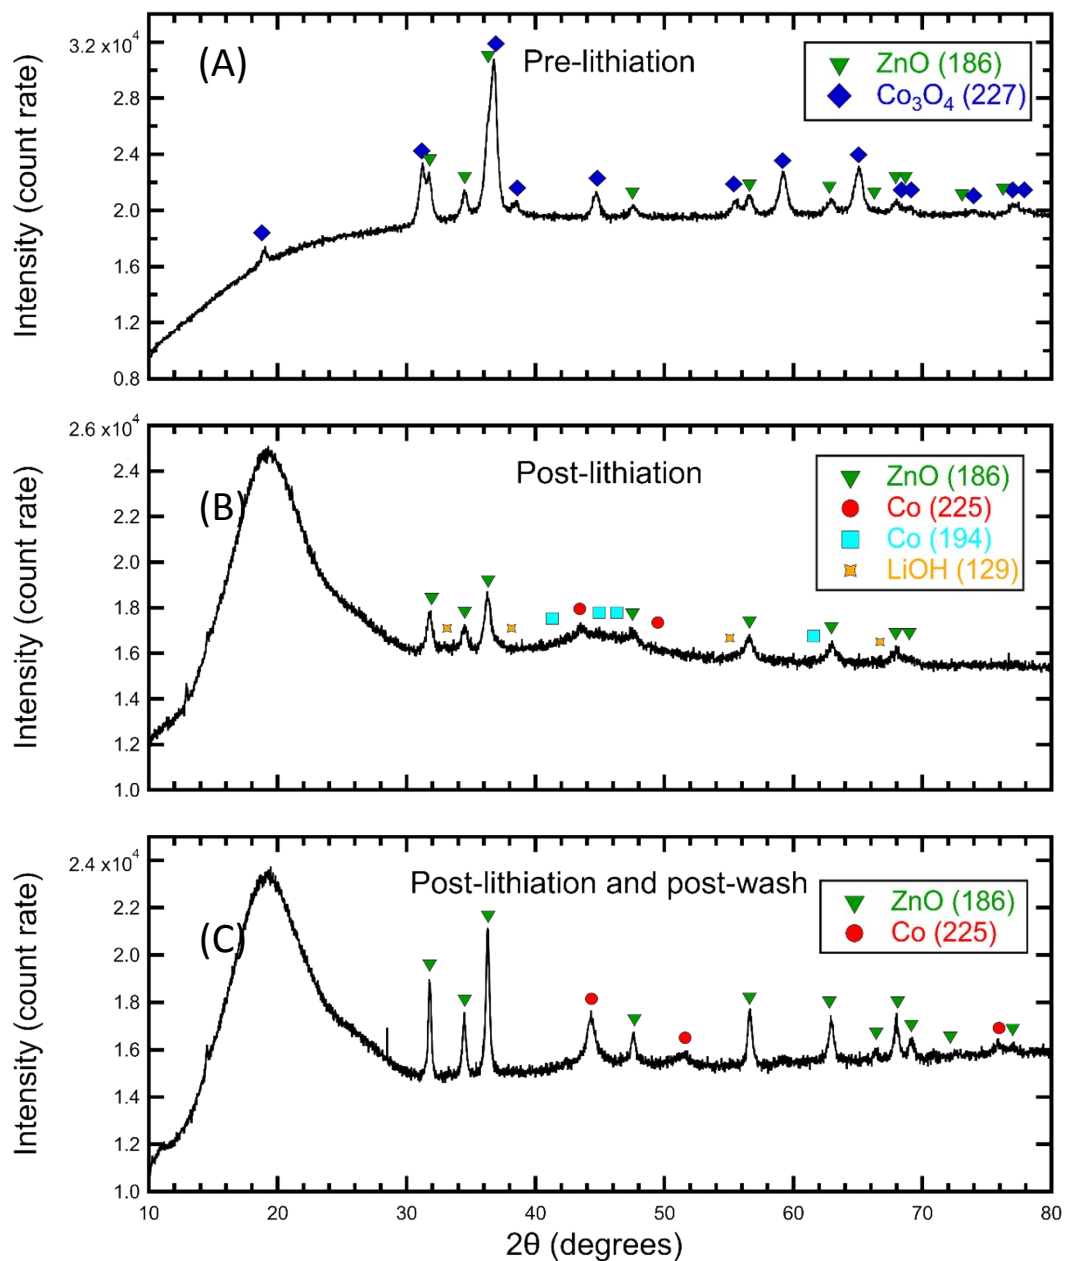 (A)
Pre-lithiation
ZnO (186)
Co₃O₄ (227)
Intensity (count rate)
3.2 x10⁴
2.8
2.4
2.0
1.6
1.2
0.8
(B)
Post-lithiation
ZnO (186)
Co (225)
Co (194)
LiOH (129)
Intensity (count rate)
2.6 x10⁴
2.4
2.2
2.0
1.8
1.6
1.4
1.2
1.0
(C)
Post-lithiation and post-wash
ZnO (186)
Co (225)
Intensity (count rate)
2.4 x10⁴
2.2
2.0
1.8
1.6
1.4
1.2
1.0
10 20 30 40 50 60 70 80
2θ (degrees)